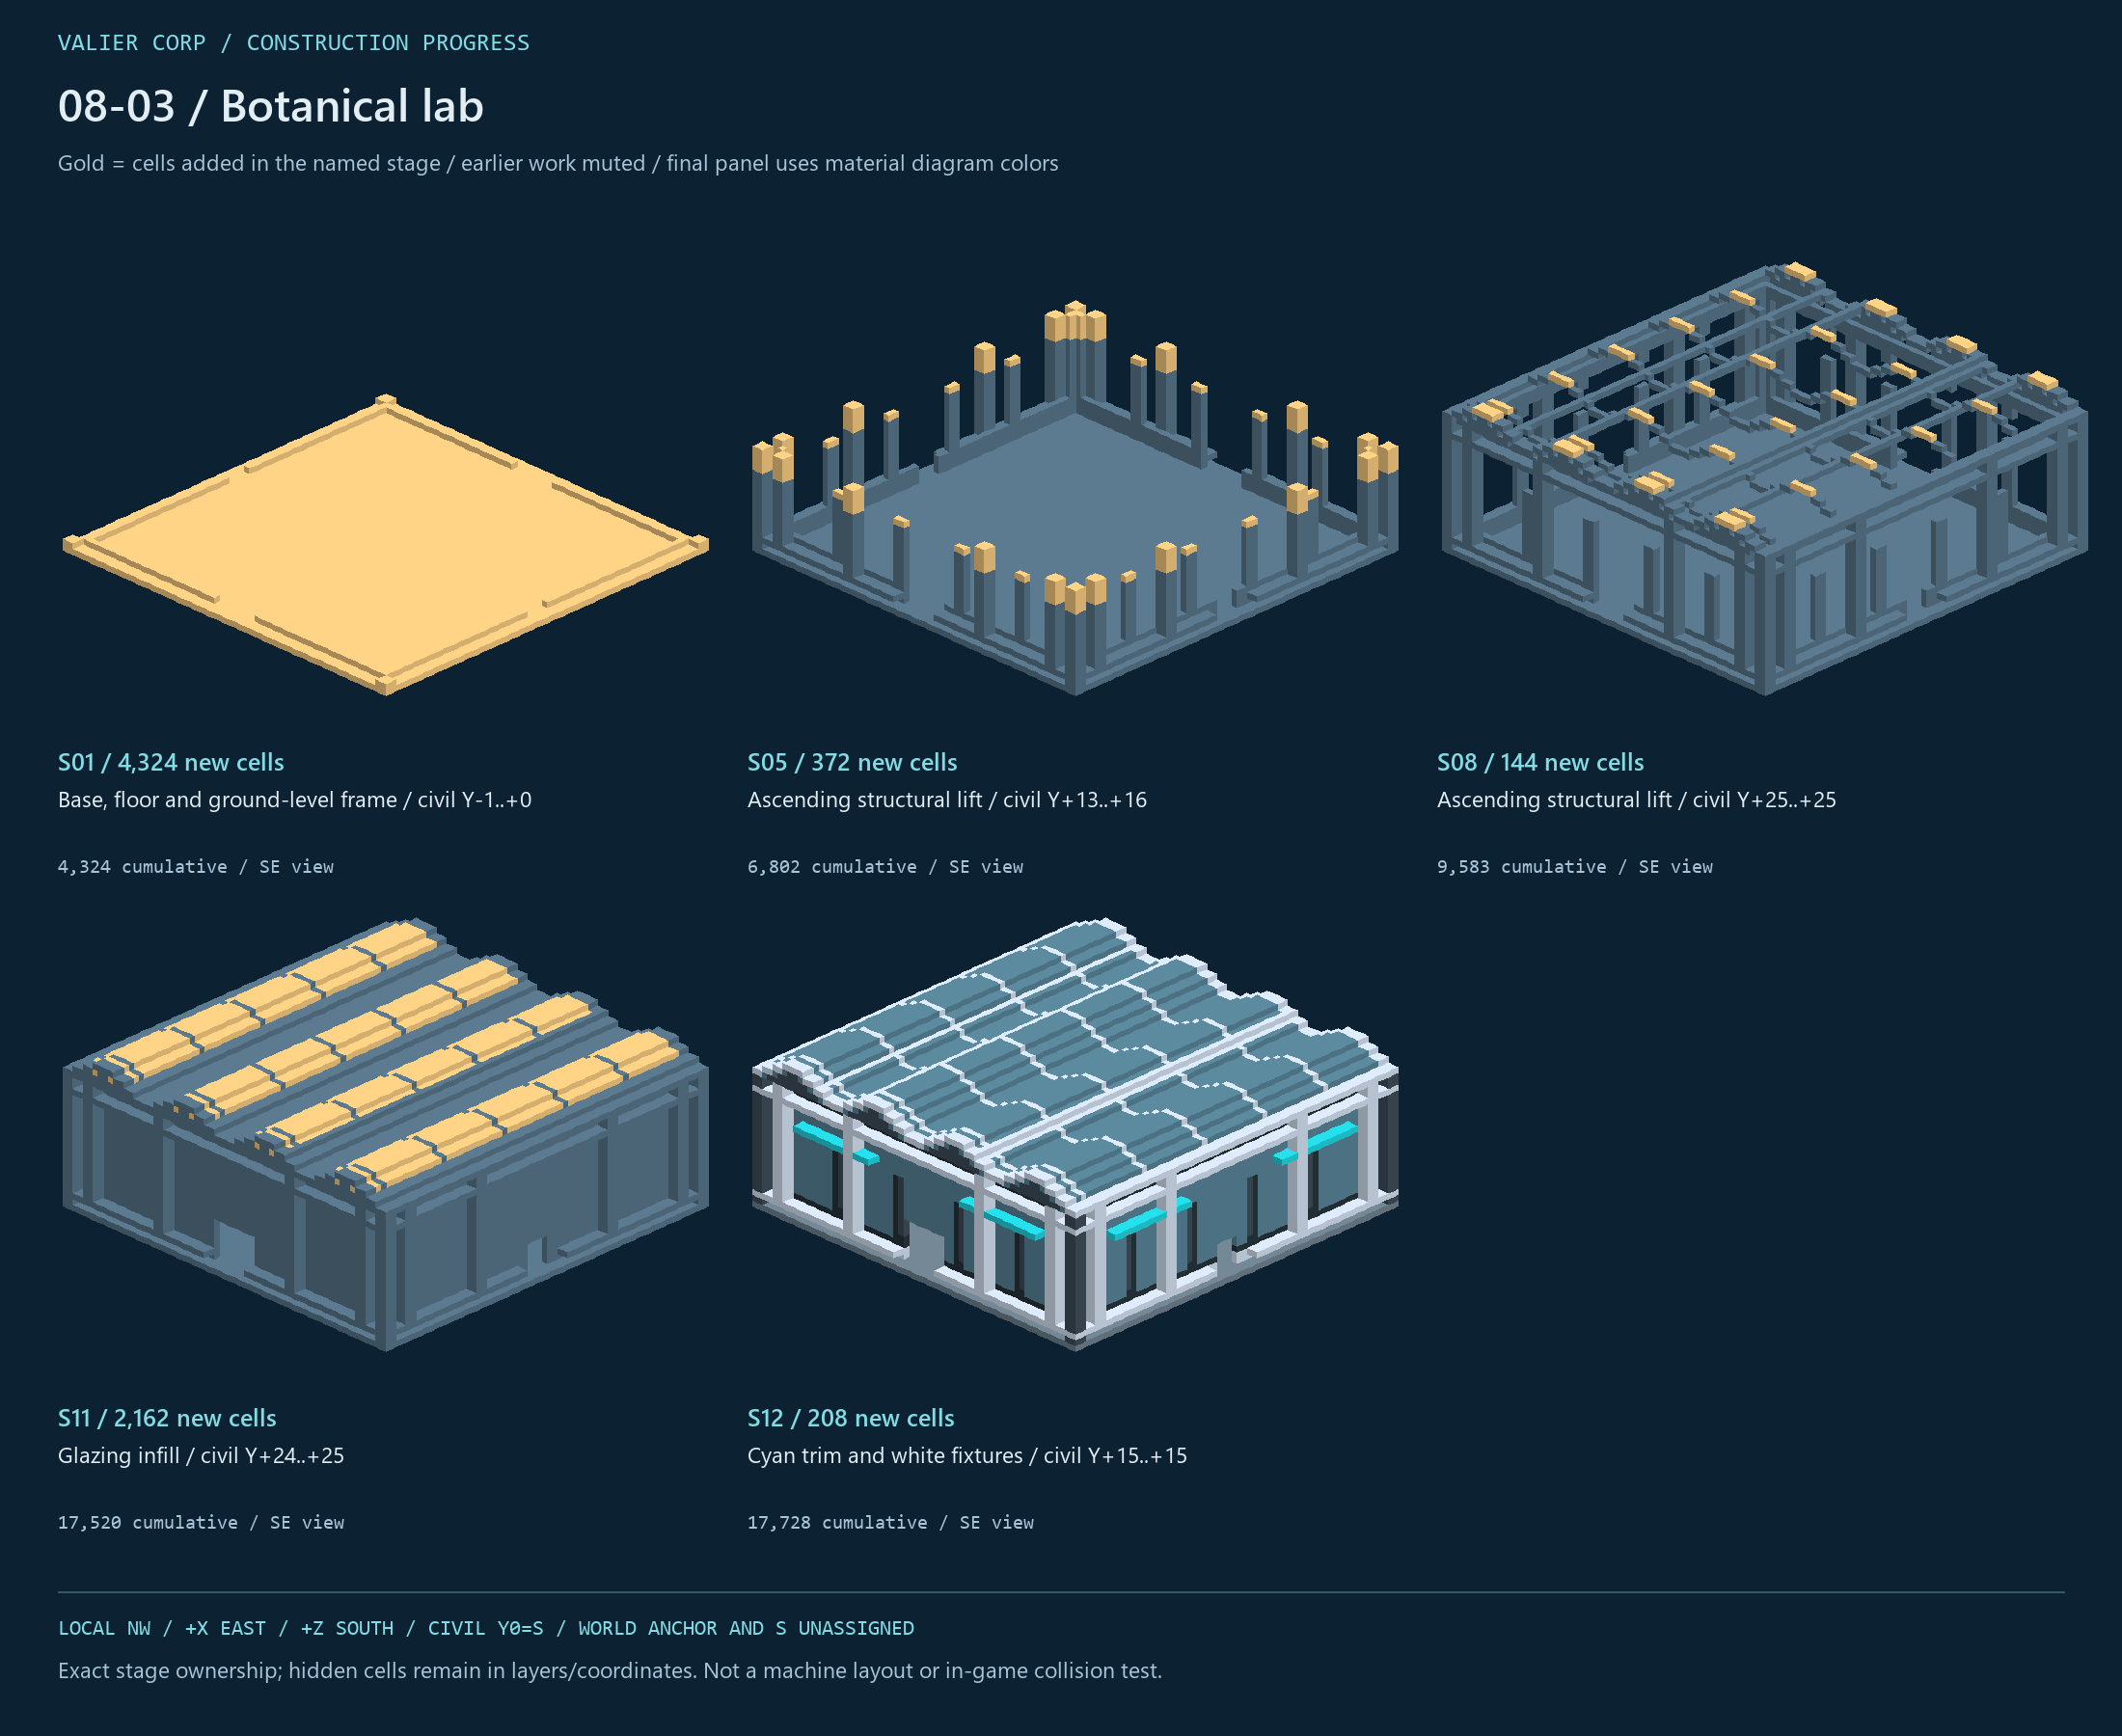 VALIER CORP / CONSTRUCTION PROGRESS
08-03 / Botanical lab
Gold = cells added in the named stage / earlier work muted / final panel uses material diagram colors
S01 / 4,324 new cells
Base, floor and ground-level frame / civil Y-1..+0
4,324 cumulative / SE view
S05 / 372 new cells
Ascending structural lift / civil Y+13..+16
6,802 cumulative / SE view
S08 / 144 new cells
Ascending structural lift / civil Y+25..+25
9,583 cumulative / SE view
S11 / 2,162 new cells
Glazing infill / civil Y+24..+25
17,520 cumulative / SE view
S12 / 208 new cells
Cyan trim and white fixtures / civil Y+15..+15
17,728 cumulative / SE view
LOCAL NW / +X EAST / +Z SOUTH / CIVIL Y0=S / WORLD ANCHOR AND S UNASSIGNED
Exact stage ownership; hidden cells remain in layers/coordinates. Not a machine layout or in-game collision test.